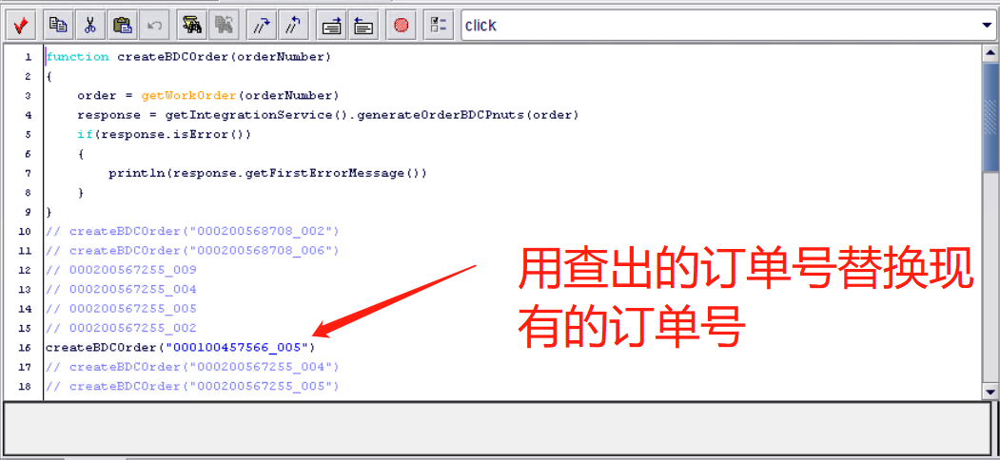 click
1 function createBDCOrder(orderNumber)
2 {
3 order = getWorkOrder(orderNumber)
4 response = getIntegrationService().generateOrderBDCPnuts(order)
5 if(response.isError())
6 {
7 println(response.getFirstErrorMessage())
8 }
9 }
10 // createBDCOrder("000200568708_002")
11 // createBDCOrder("000200568708_006")
12 // 000200567255_009
13 // 000200567255_004
14 // 000200567255_005
15 // 000200567255_002
16 createBDCOrder("000100457566_005")
17 // createBDCOrder("000200567255_004")
18 // createBDCOrder("000200567255_005")
用查出的订单号替换现
有的订单号